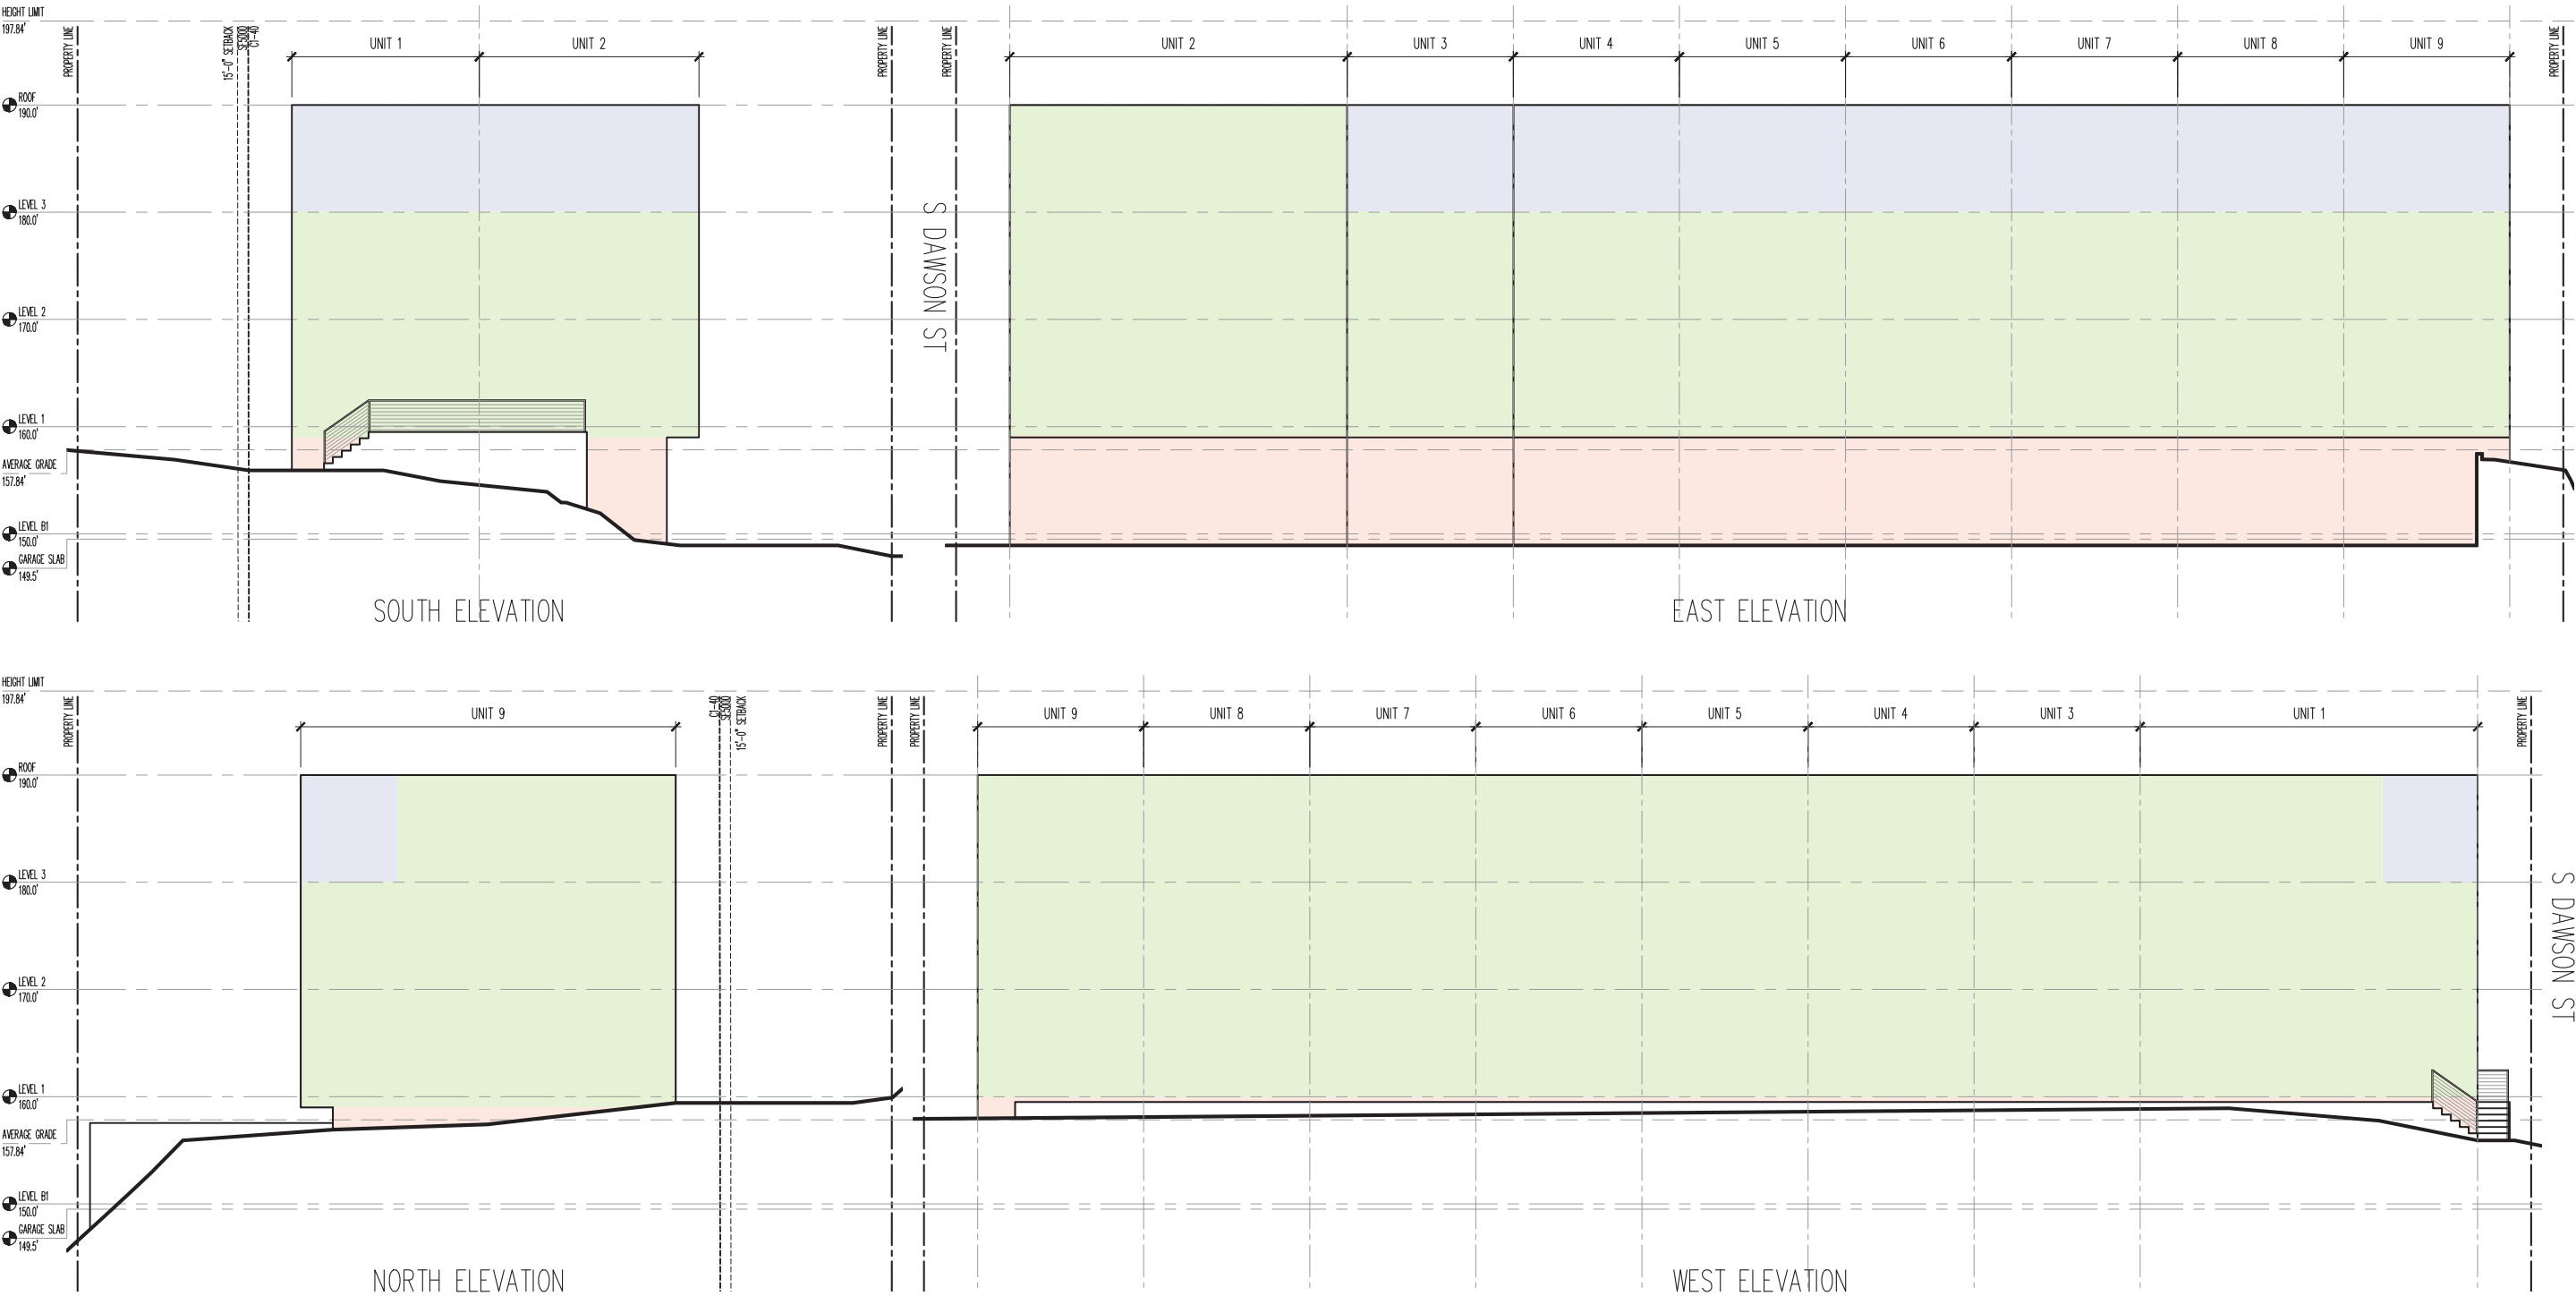 HEIGHT LIMIT
197.84'
PROPERTY LINE
15'-0" SETBACK
SF5000
C1-40
UNIT 1
UNIT 2
PROPERTY LINE
PROPERTY LINE
UNIT 2
UNIT 3
UNIT 4
UNIT 5
UNIT 6
UNIT 7
UNIT 8
UNIT 9
PROPERTY LINE
ROOF
190.0'
LEVEL 3
180.0'
S DAWSON ST
LEVEL 2
170.0'
LEVEL 1
160.0'
AVERAGE GRADE
157.84'
LEVEL B1
150.0'
GARAGE SLAB
149.5'
SOUTH ELEVATION
EAST ELEVATION
HEIGHT LIMIT
197.84'
PROPERTY LINE
UNIT 9
C1-40
SF5000
15'-0" SETBACK
PROPERTY LINE
PROPERTY LINE
UNIT 9
UNIT 8
UNIT 7
UNIT 6
UNIT 5
UNIT 4
UNIT 3
UNIT 1
PROPERTY LINE
ROOF
190.0'
LEVEL 3
180.0'
S DAWSON ST
LEVEL 2
170.0'
LEVEL 1
160.0'
AVERAGE GRADE
157.84'
LEVEL B1
150.0'
GARAGE SLAB
149.5'
NORTH ELEVATION
WEST ELEVATION